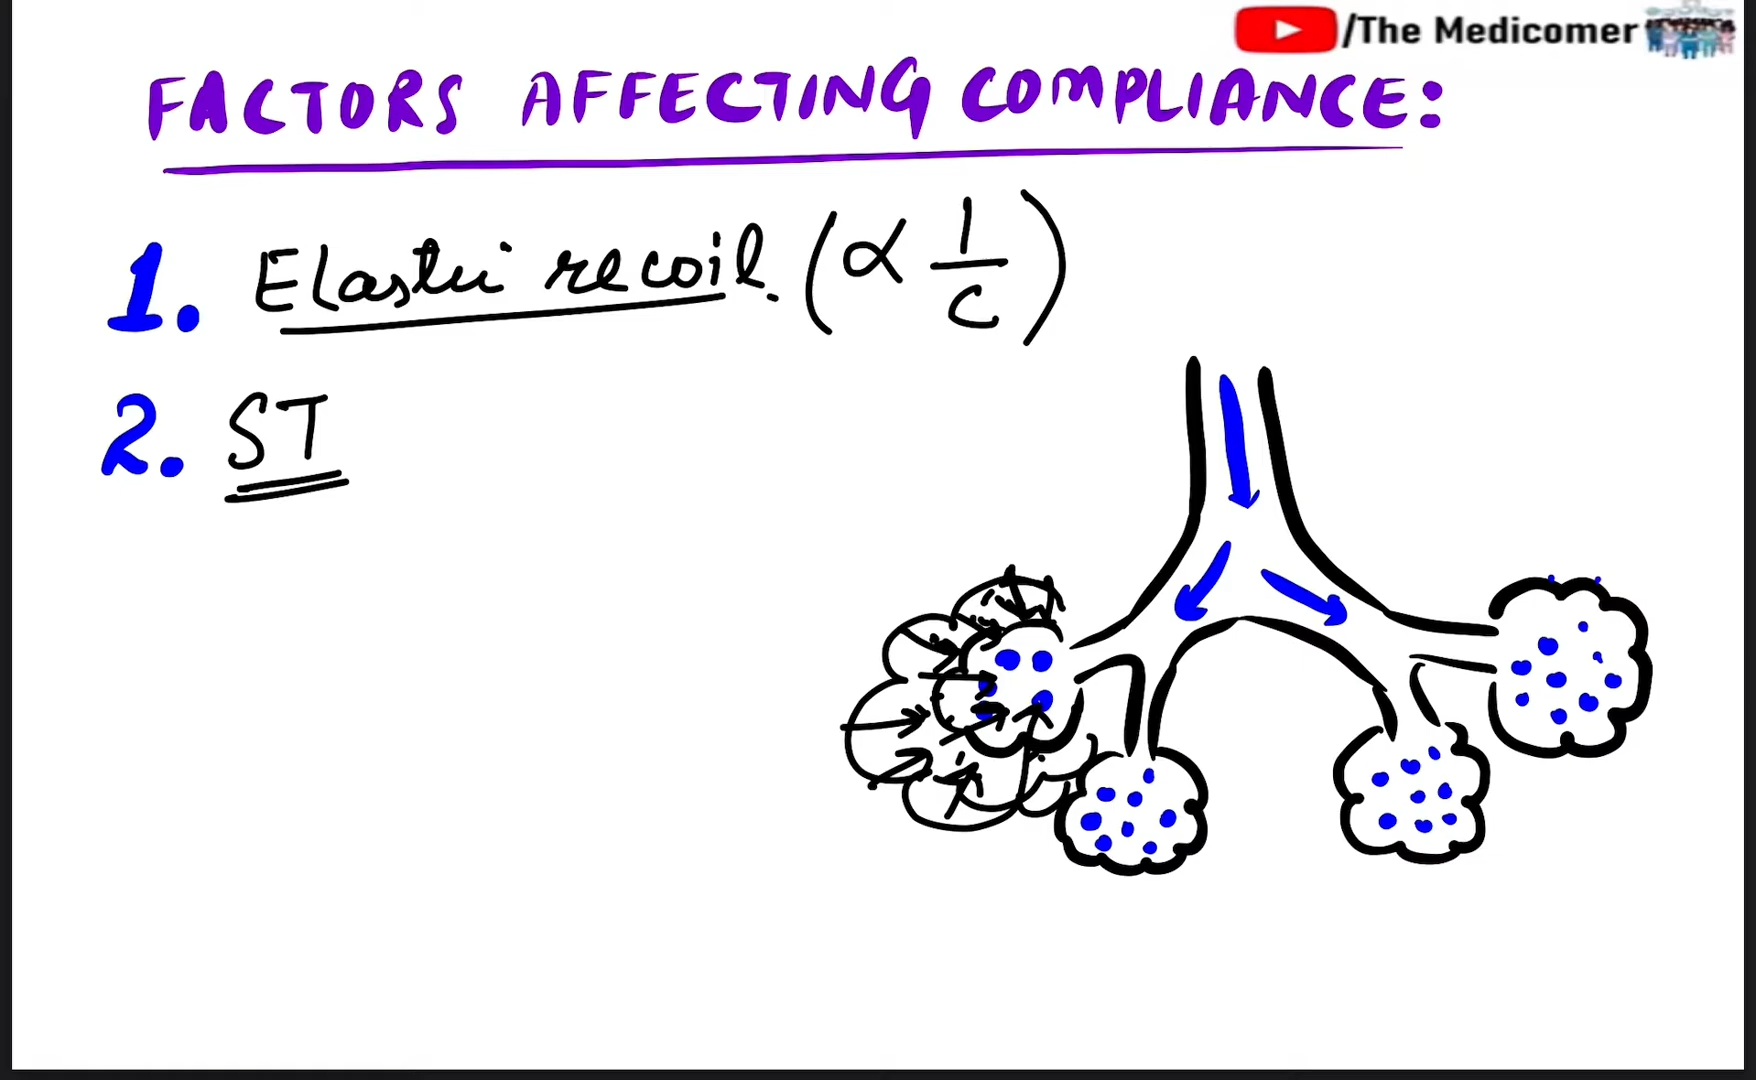 /The Medicomer
FACTORS AFFECTING COMPLIANCE:
1. Elastic recoil. (∝ 1/C)
2. ST